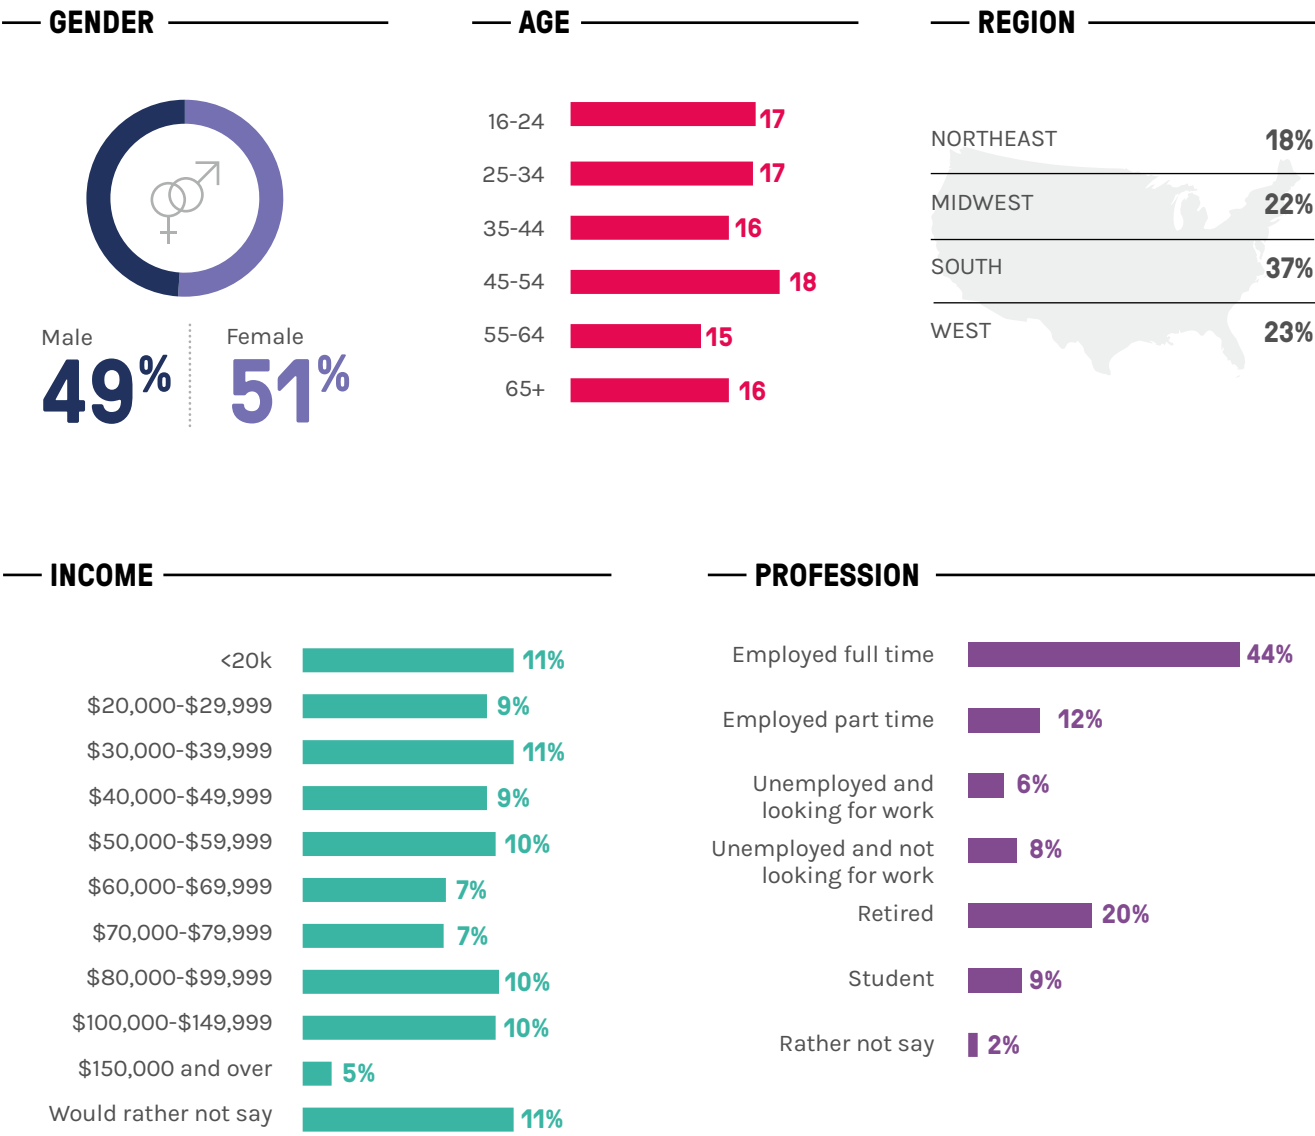 GENDER
Male
49%
Female
51%
AGE
16-24 17
25-34 17
35-44 16
45-54 18
55-64 15
65+ 16
REGION
NORTHEAST 18%
MIDWEST 22%
SOUTH 37%
WEST 23%
INCOME
<20k 11%
$20,000-$29,999 9%
$30,000-$39,999 11%
$40,000-$49,999 9%
$50,000-$59,999 10%
$60,000-$69,999 7%
$70,000-$79,999 7%
$80,000-$99,999 10%
$100,000-$149,999 10%
$150,000 and over 5%
Would rather not say 11%
PROFESSION
Employed full time 44%
Employed part time 12%
Unemployed and
looking for work 6%
Unemployed and not
looking for work 8%
Retired 20%
Student 9%
Rather not say 2%